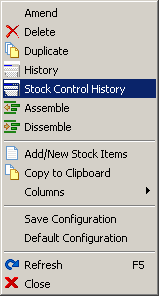 Amend
Delete
Duplicate
History
Stock Control History
Assemble
Dissemble
Add/New Stock Items
Copy to Clipboard
Columns
Save Configuration
Default Configuration
Refresh F5
Close